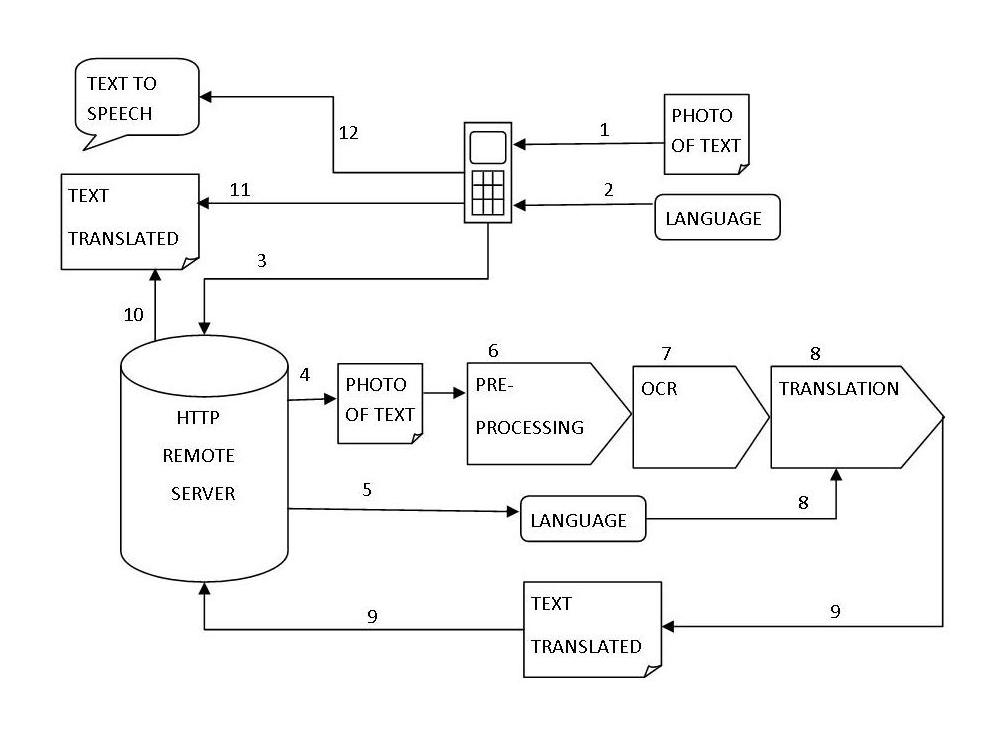 TEXT TO
SPEECH
12
1
PHOTO
OF TEXT
TEXT
TRANSLATED
11
2
LANGUAGE
3
10
HTTP
REMOTE
SERVER
4
PHOTO
OF TEXT
6
PRE-
PROCESSING
7
OCR
8
TRANSLATION
5
LANGUAGE
8
9
TEXT
TRANSLATED
9